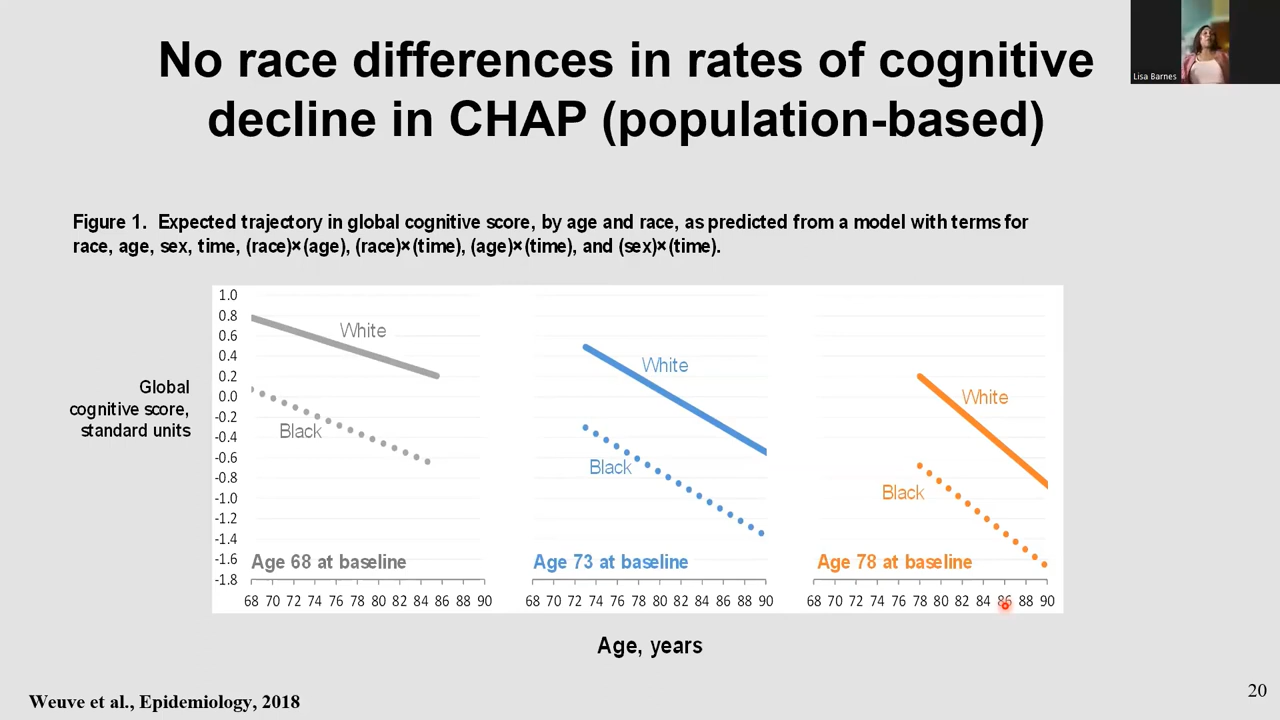 No race differences in rates of cognitive
decline in CHAP (population-based)
Lisa Barnes
Figure 1. Expected trajectory in global cognitive score, by age and race, as predicted from a model with terms for
race, age, sex, time, (race)×(age), (race)×(time), (age)×(time), and (sex)×(time).
Global
cognitive score,
standard units
1.0
0.8
0.6
0.4
0.2
0.0
-0.2
-0.4
-0.6
-0.8
-1.0
-1.2
-1.4
-1.6
-1.8
White
Black
Age 68 at baseline
68 70 72 74 76 78 80 82 84 86 88 90
White
Black
Age 73 at baseline
68 70 72 74 76 78 80 82 84 86 88 90
White
Black
Age 78 at baseline
68 70 72 74 76 78 80 82 84 86 88 90
Age, years
Weuve et al., Epidemiology, 2018
20